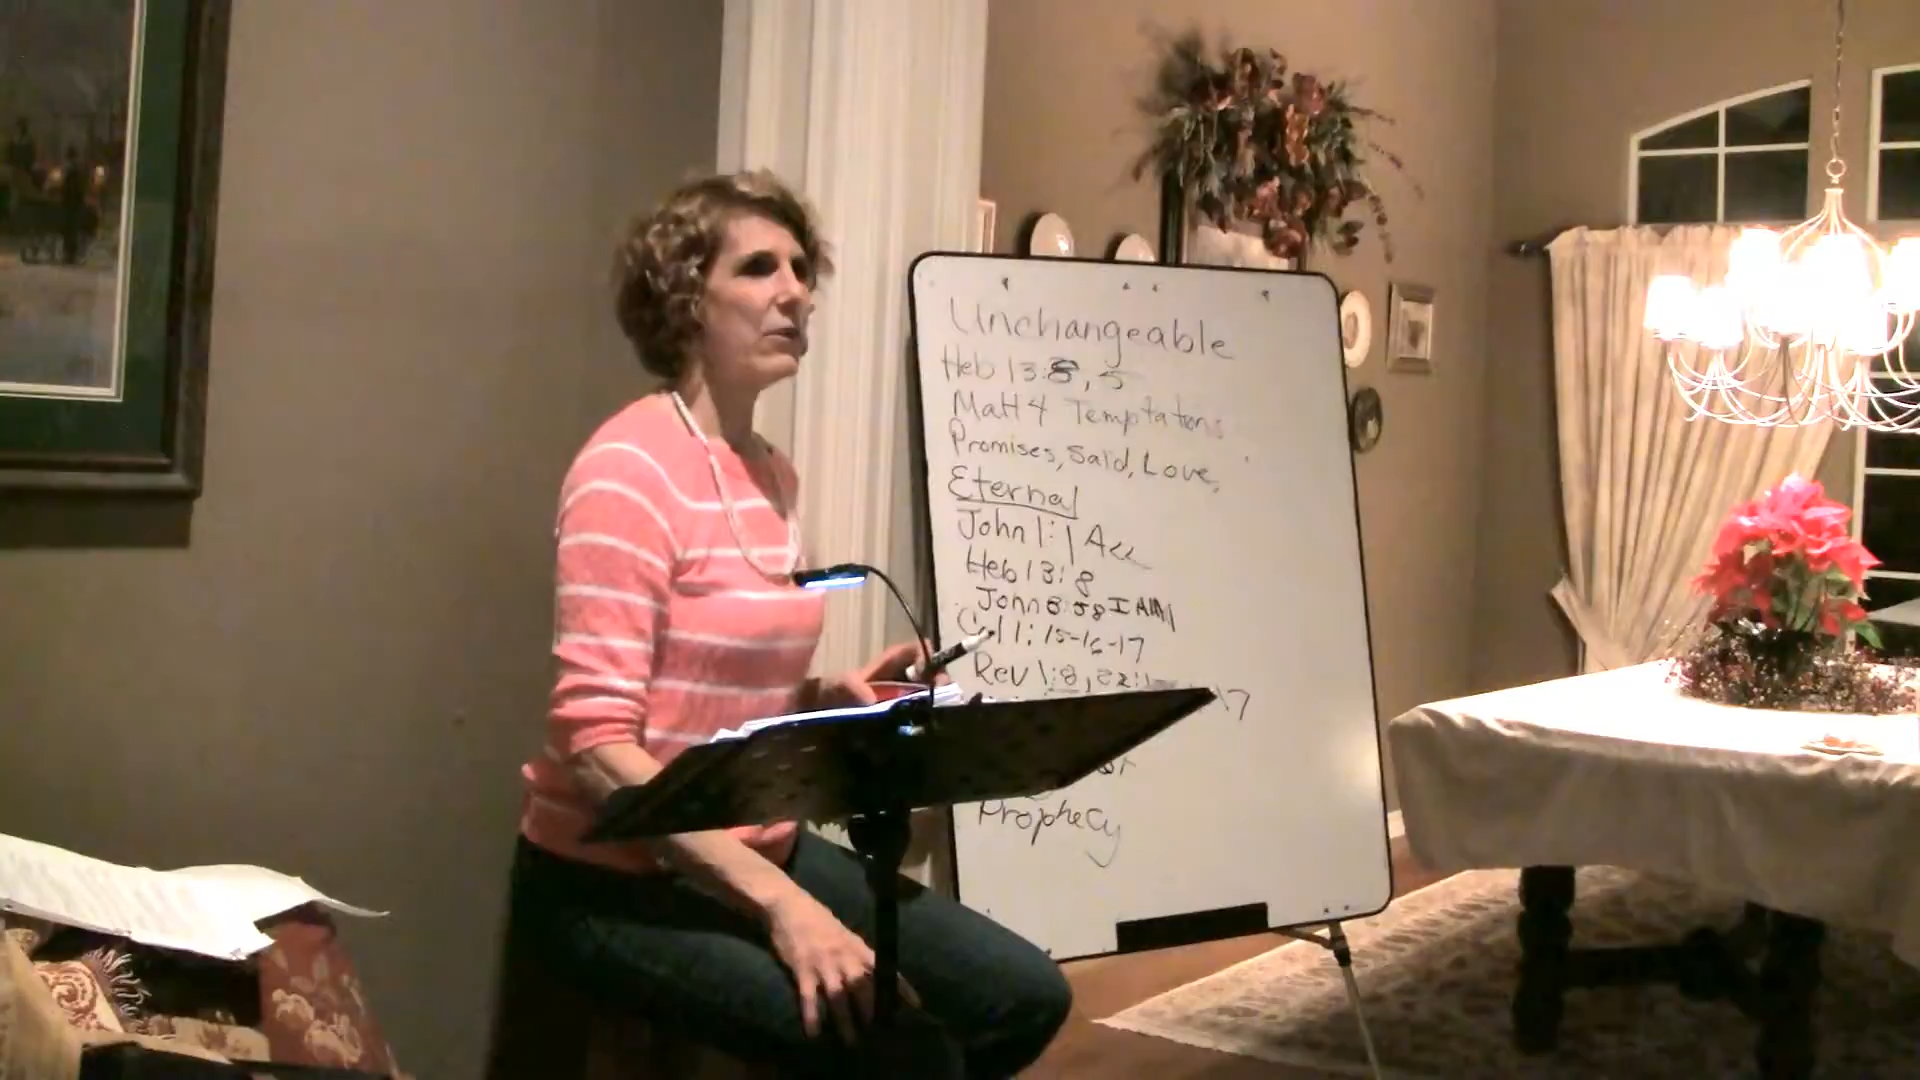 Unchangeable
Heb 13:8, 5
Matt 4 Temptations
Promises, Said, Love,
Eternal
John 1:1
Heb 13:8
John 8:58 I AM
Col 1:15-16-17
Rev 1:8,
17
Prophecy